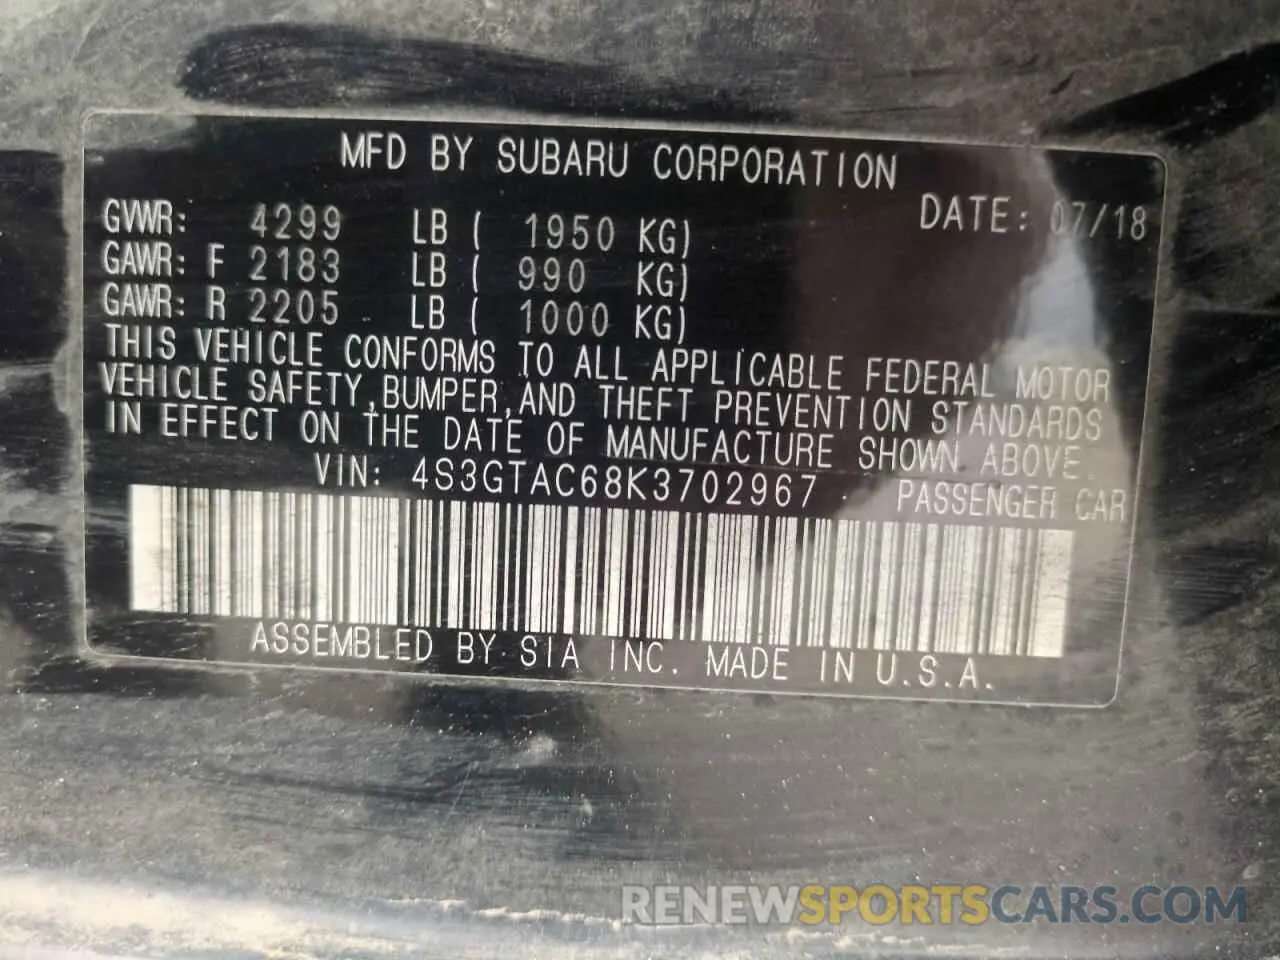 MFD BY SUBARU CORPORATION
GVWR: 4299 LB ( 1950 KG) DATE: 07/18
GAWR: F 2183 LB ( 990 KG)
GAWR: R 2205 LB ( 1000 KG)
THIS VEHICLE CONFORMS TO ALL APPLICABLE FEDERAL MOTOR
VEHICLE SAFETY,BUMPER,AND THEFT PREVENTION STANDARDS
IN EFFECT ON THE DATE OF MANUFACTURE SHOWN ABOVE.
VIN: 4S3GTAC68K3702967 PASSENGER CAR
ASSEMBLED BY SIA INC. MADE IN U.S.A.
RENEWSPORTSCARS.COM